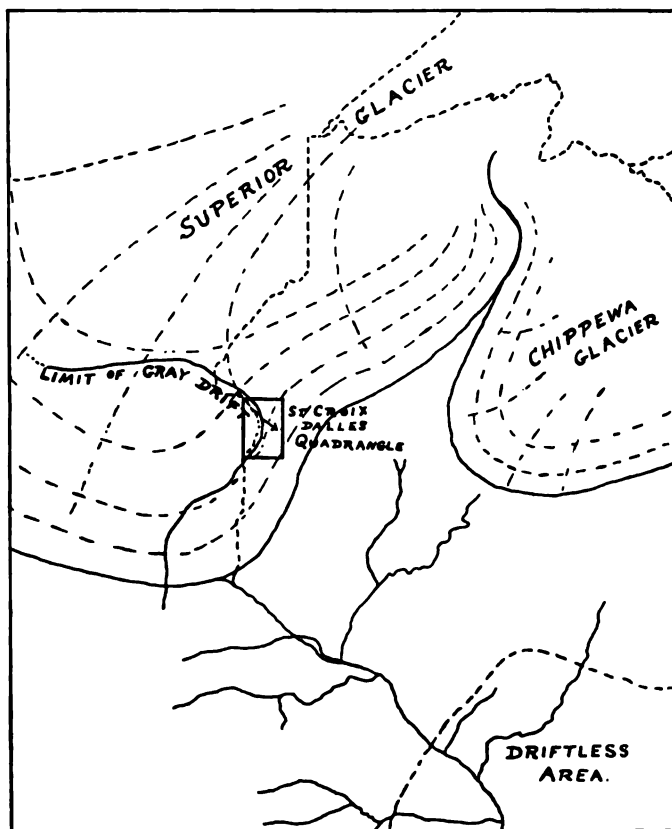 SUPERIOR GLACIER
CHIPPEWA
GLACIER
LIMIT OF GRAY DRIFT
ST CROIX
DALLES
QUADRANGLE
DRIFTLESS
AREA.